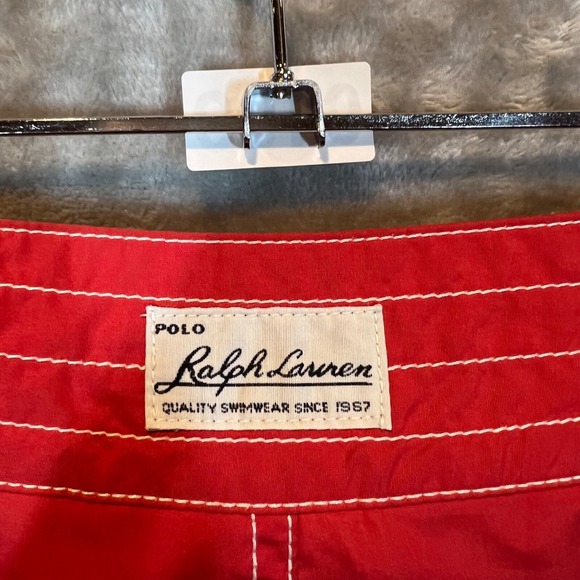 POLO
Ralph Lauren
QUALITY SWIMWEAR SINCE 1967